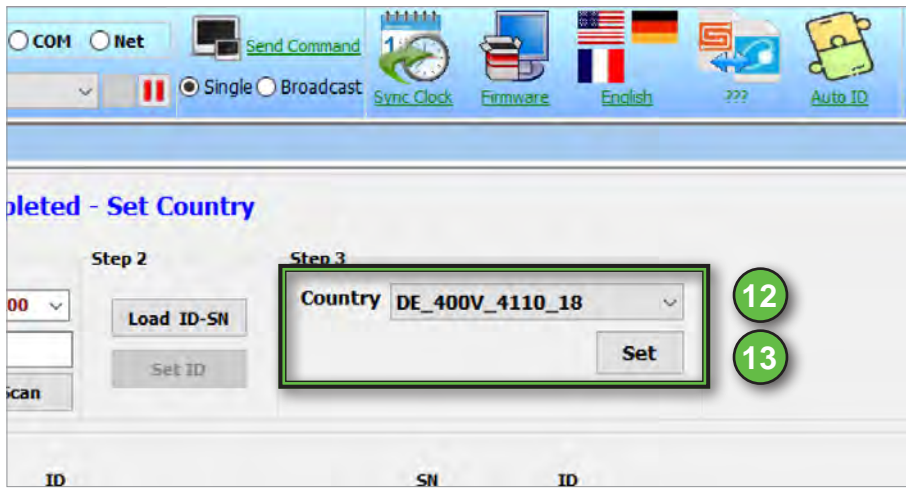 COM Net Send Command
Single Broadcast Sync Clock Firmware English ??? Auto ID
pleted - Set Country
Step 2 Step 3
00 Load ID-SN Country DE_400V_4110_18 12
Set ID Set 13
Scan
ID SN ID